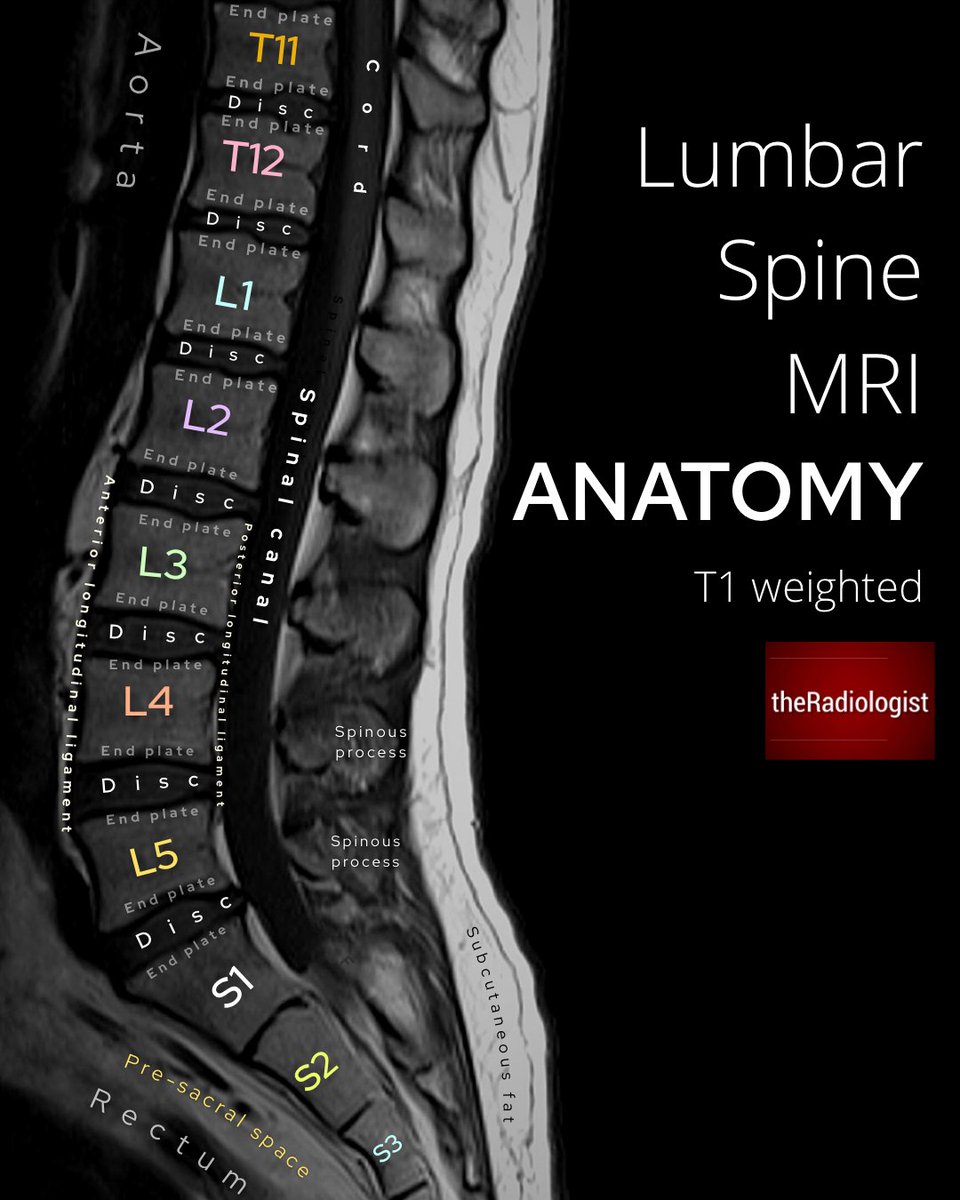 Lumbar
Spine
MRI
ANATOMY
T1 weighted
theRadiologist
Aorta
End plate
T11
End plate
Disc
End plate
T12
End plate
Disc
End plate
L1
End plate
Disc
End plate
L2
End plate
Disc
End plate
L3
End plate
Disc
End plate
L4
End plate
Disc
End plate
L5
End plate
Disc
End plate
S1
S2
S3
Cord
Spinal
Spinal canal
Anterior longitudinal ligament
Posterior longitudinal ligament
Spinous
process
Spinous
process
Subcutaneous fat
Pre-sacral space
Rectum